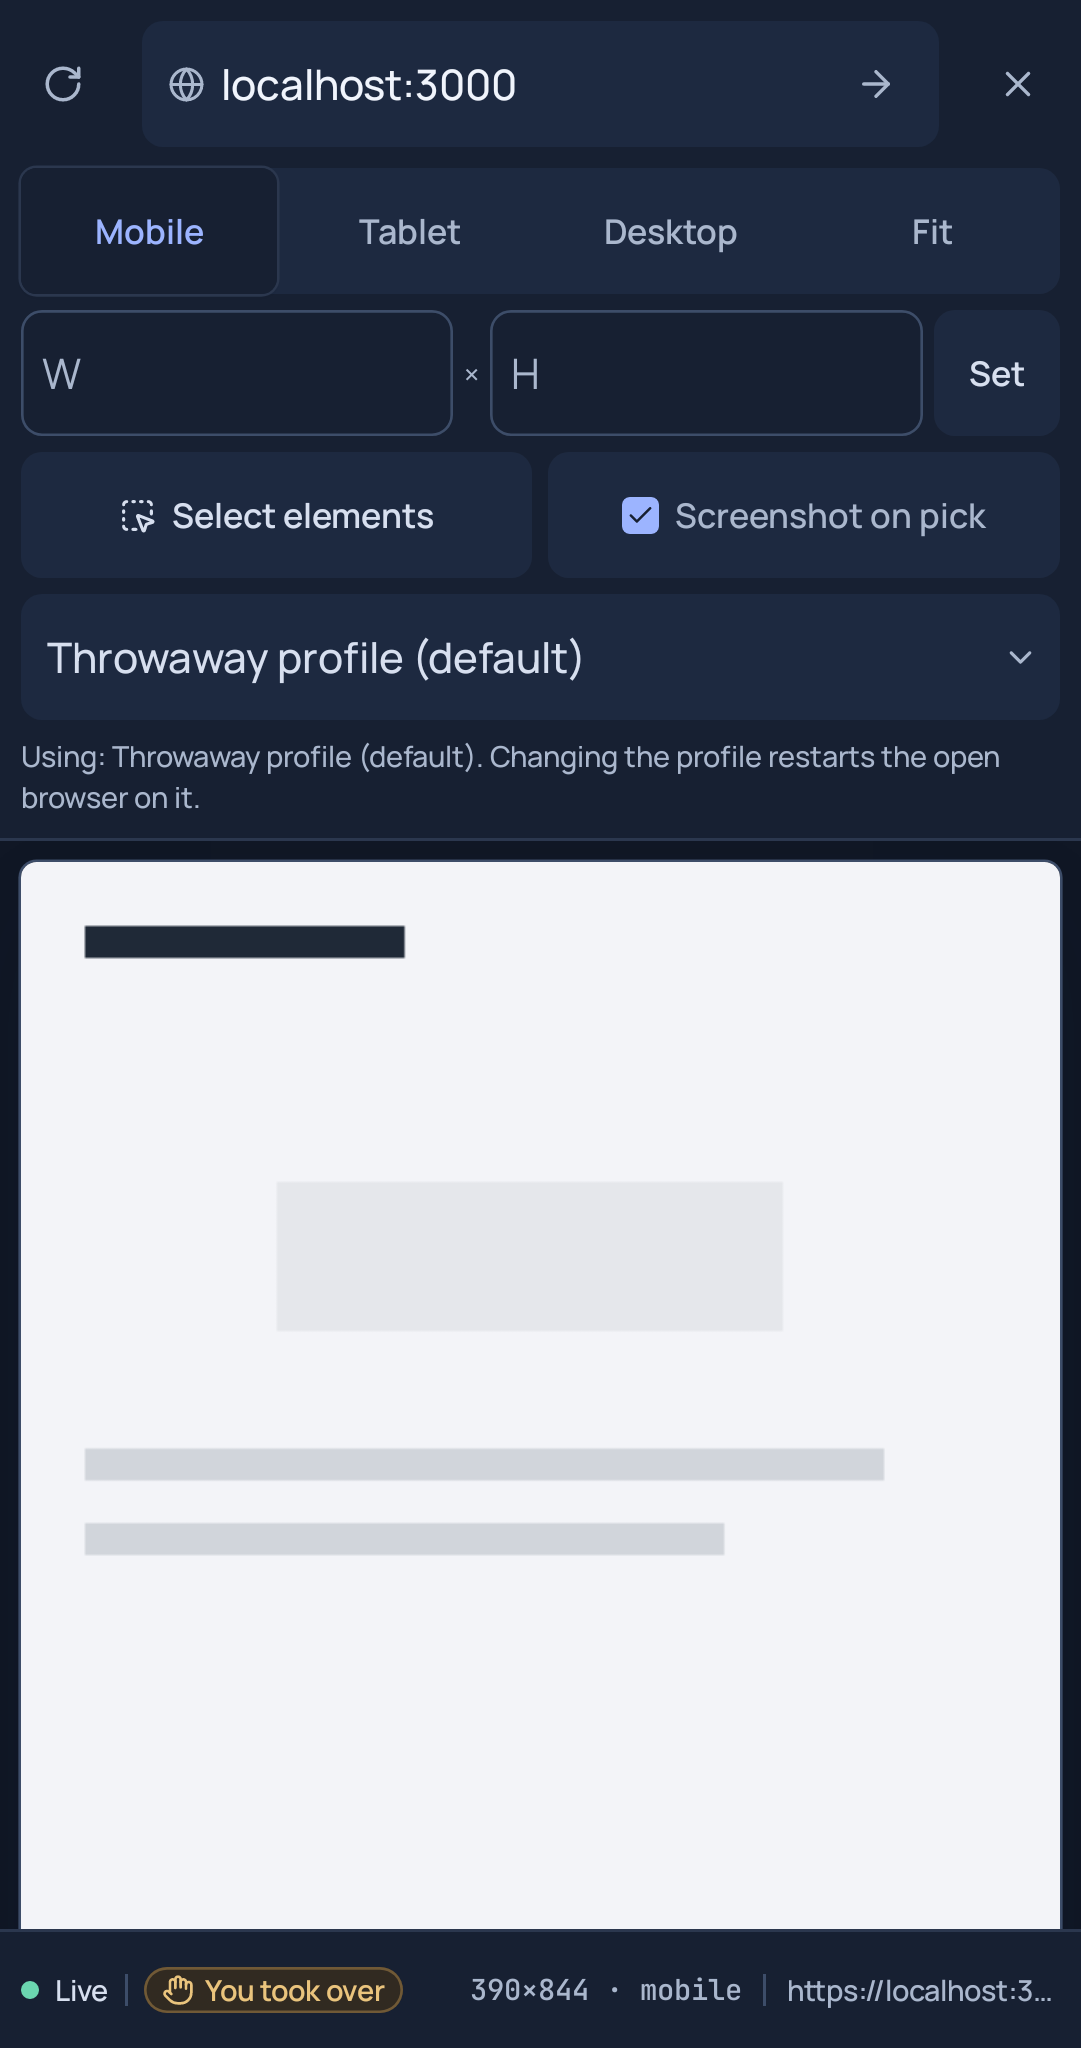 localhost:3000
Mobile Tablet Desktop Fit
W × H Set
Select elements Screenshot on pick
Throwaway profile (default)
Using: Throwaway profile (default). Changing the profile restarts the open
browser on it.
Live You took over 390×844 · mobile https://localhost:3...